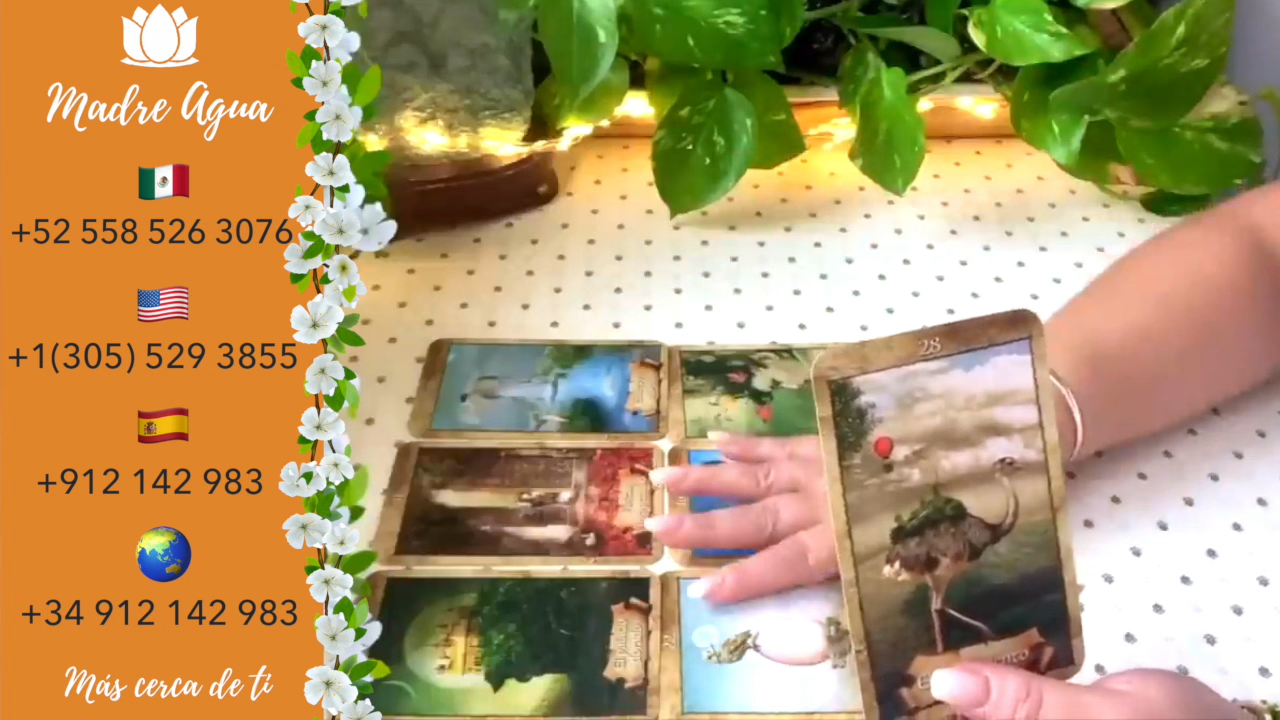 Madre Agua
+52 558 526 3076
+1(305) 529 3855
+912 142 983
+34 912 142 983
Más cerca de ti
28
22